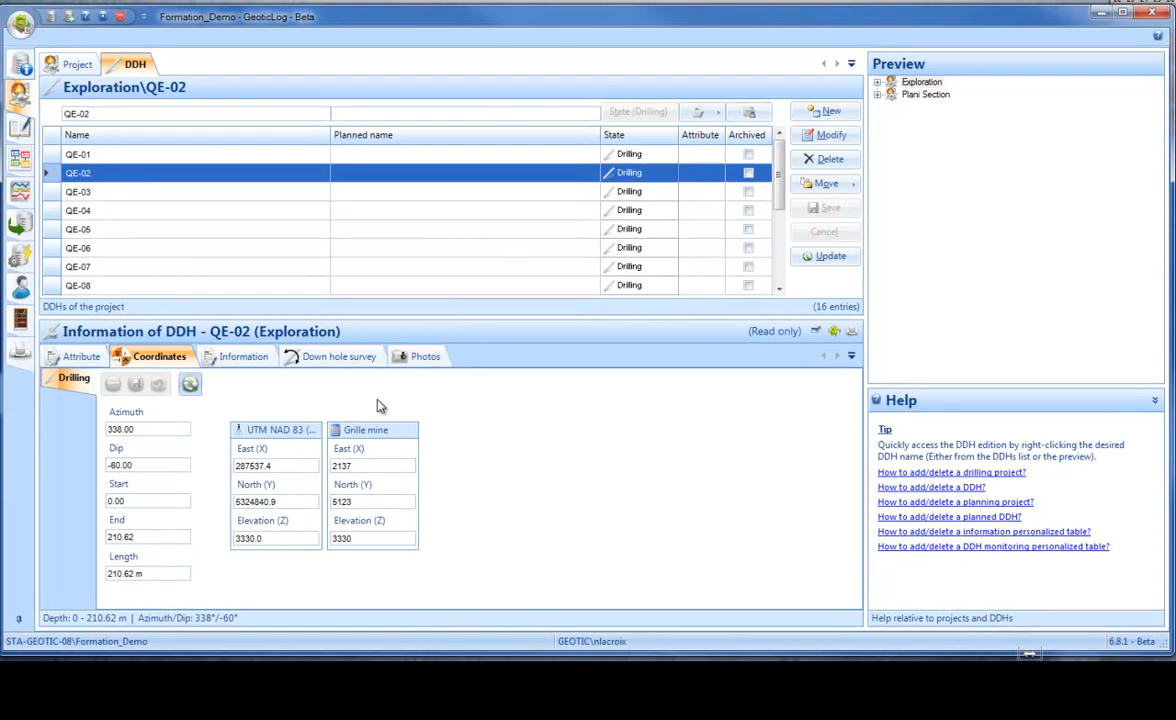 Formation_Demo - GeoticLog - Beta
Project
DDH
Exploration\QE-02
QE-02
State (Drilling)
New
Name
Planned name
State
Attribute
Archived
Modify
QE-01
Drilling
Delete
QE-02
Drilling
Move
QE-03
Drilling
Save
QE-04
Drilling
Cancel
QE-05
Drilling
Update
QE-06
Drilling
QE-07
Drilling
QE-08
Drilling
DDHs of the project
(16 entries)
Information of DDH - QE-02 (Exploration)
(Read only)
Attribute
Coordinates
Information
Down hole survey
Photos
Drilling
Azimuth
338.00
Dip
-60.00
Start
0.00
End
210.62
Length
210.62 m
UTM NAD 83 (...
East (X)
287537.4
North (Y)
5324840.9
Elevation (Z)
3330.0
Grille mine
East (X)
2137
North (Y)
5123
Elevation (Z)
3330
Depth: 0 - 210.62 m | Azimuth/Dip: 338°/-60°
Preview
Exploration
Plani Section
Help
Tip
Quickly access the DDH edition by right-clicking the desired
DDH name (Either from the DDHs list or the preview).
How to add/delete a drilling project?
How to add/delete a DDH?
How to add/delete a planning project?
How to add/delete a planned DDH?
How to add/delete a information personalized table?
How to add/delete a DDH monitoring personalized table?
Help relative to projects and DDHs
STA-GEOTIC-08\Formation_Demo
GEOTIC\nlacroix
6.8.1 - Beta